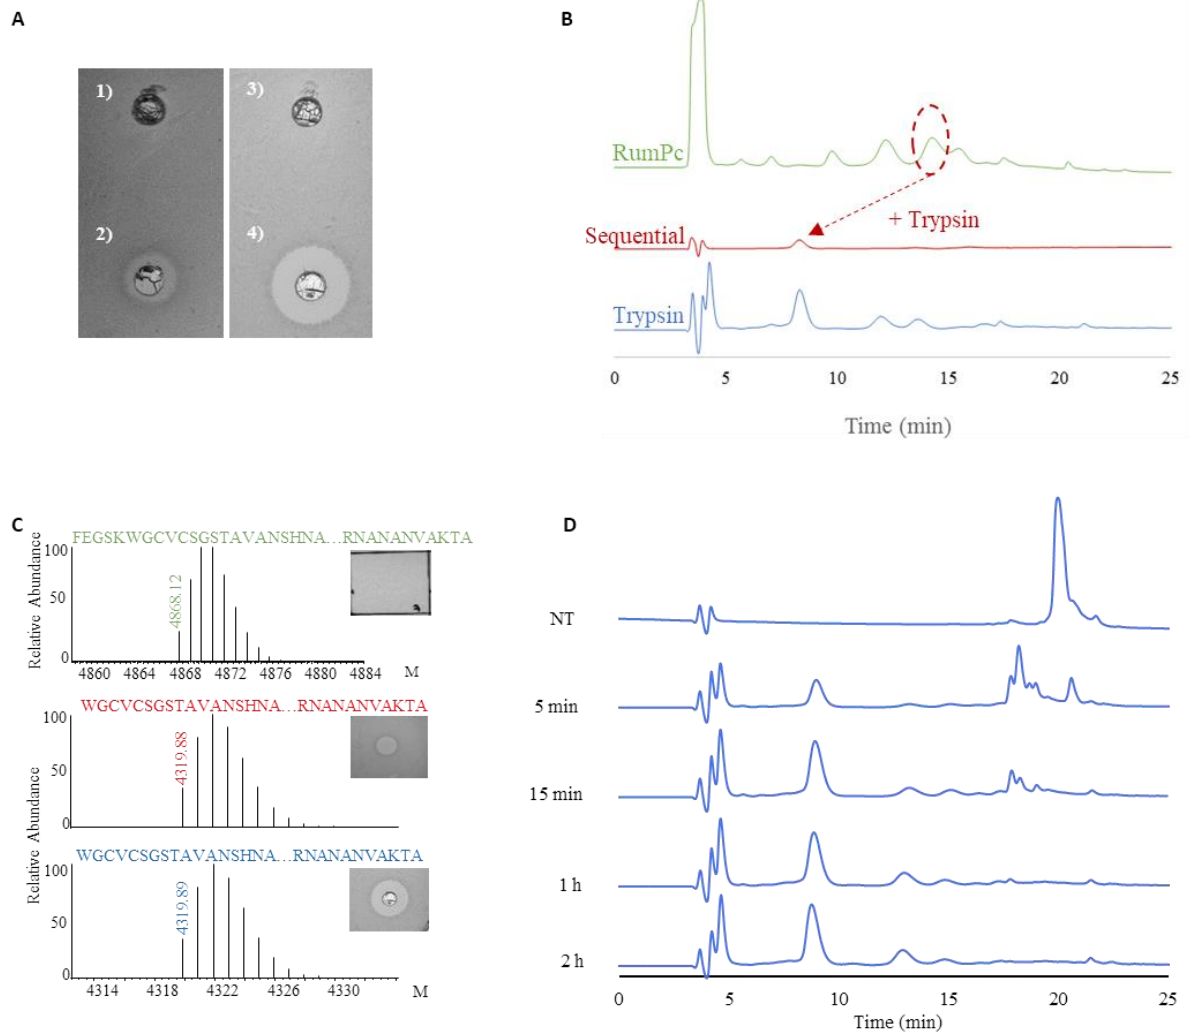 A
1)
3)
2)
4)
B
RumPc
+ Trypsin
Sequential
Trypsin
0 5 10 15 20 25
Time (min)
C
FEGSKWGCVCSGSTAVANSHNA…RNANANVAKTA
Relative Abundance
100
50
0
4868.12
4860 4864 4868 4872 4876 4880 4884 M
WGCVCSGSTAVANSHNA…RNANANVAKTA
100
50
0
4319.88
Relative Abundance
WGCVCSGSTAVANSHNA…RNANANVAKTA
100
50
0
4319.89
4314 4318 4322 4326 4330 M
D
NT
5 min
15 min
1 h
2 h
0 5 10 15 20 25
Time (min)